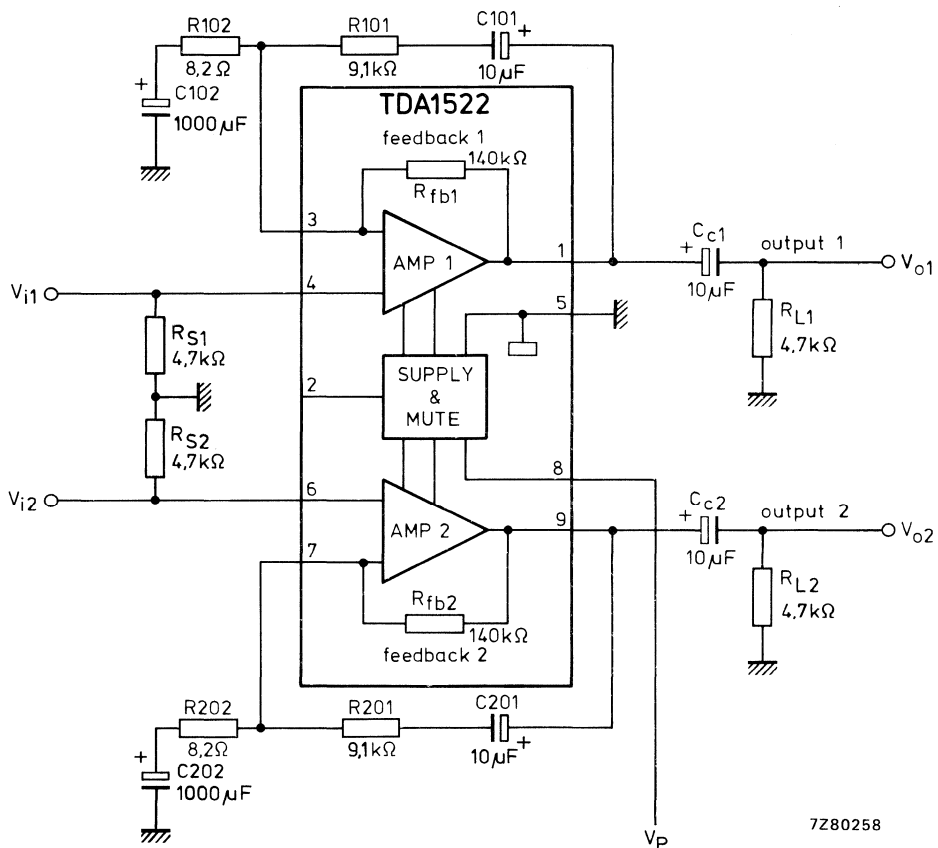 R102
8,2Ω
R101
9,1kΩ
C101
+
10µF
+
C102
1000µF
TDA1522
feedback 1
140kΩ
Rfb1
3
AMP 1
1
Cc1
+
10µF
output 1
Vo1
Vi1
4
5
RS1
4,7kΩ
RL1
4,7kΩ
SUPPLY
&
MUTE
2
RS2
4,7kΩ
8
Vi2
6
AMP 2
9
Cc2
+
10µF
output 2
Vo2
7
Rfb2
140kΩ
feedback 2
RL2
4,7kΩ
R202
8,2Ω
R201
9,1kΩ
C201
+
10µF
+
C202
1000µF
VP
7Z80258